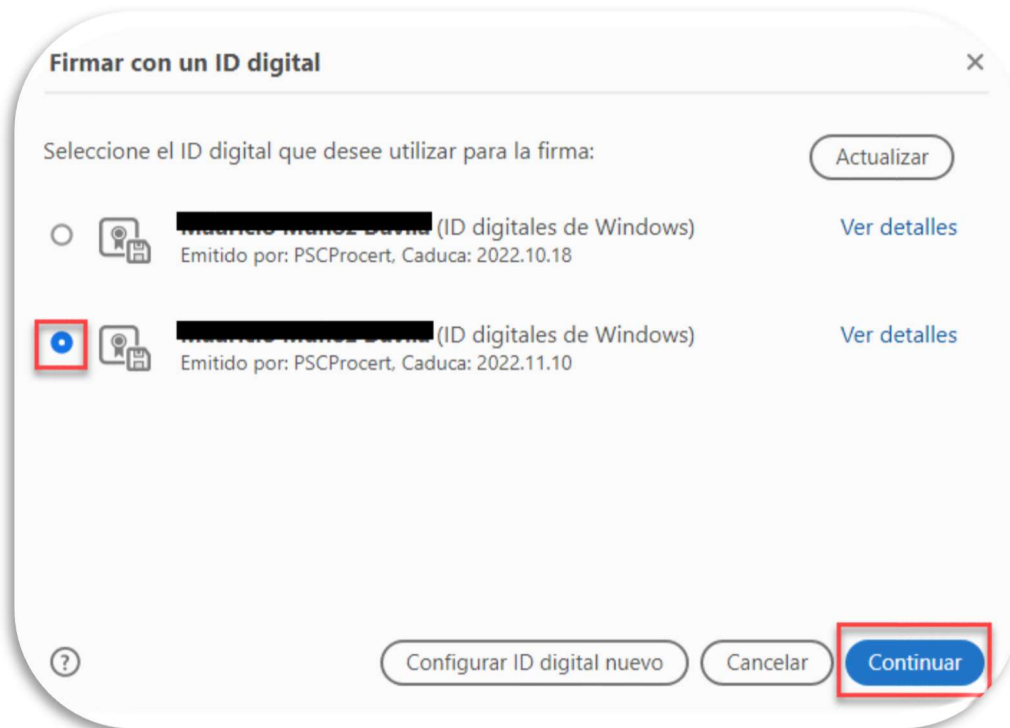 Firmar con un ID digital
Seleccione el ID digital que desee utilizar para la firma:
Actualizar
(ID digitales de Windows)
Ver detalles
Emitido por: PSCProcert, Caduca: 2022.10.18
(ID digitales de Windows)
Ver detalles
Emitido por: PSCProcert, Caduca: 2022.11.10
?
Configurar ID digital nuevo
Cancelar
Continuar